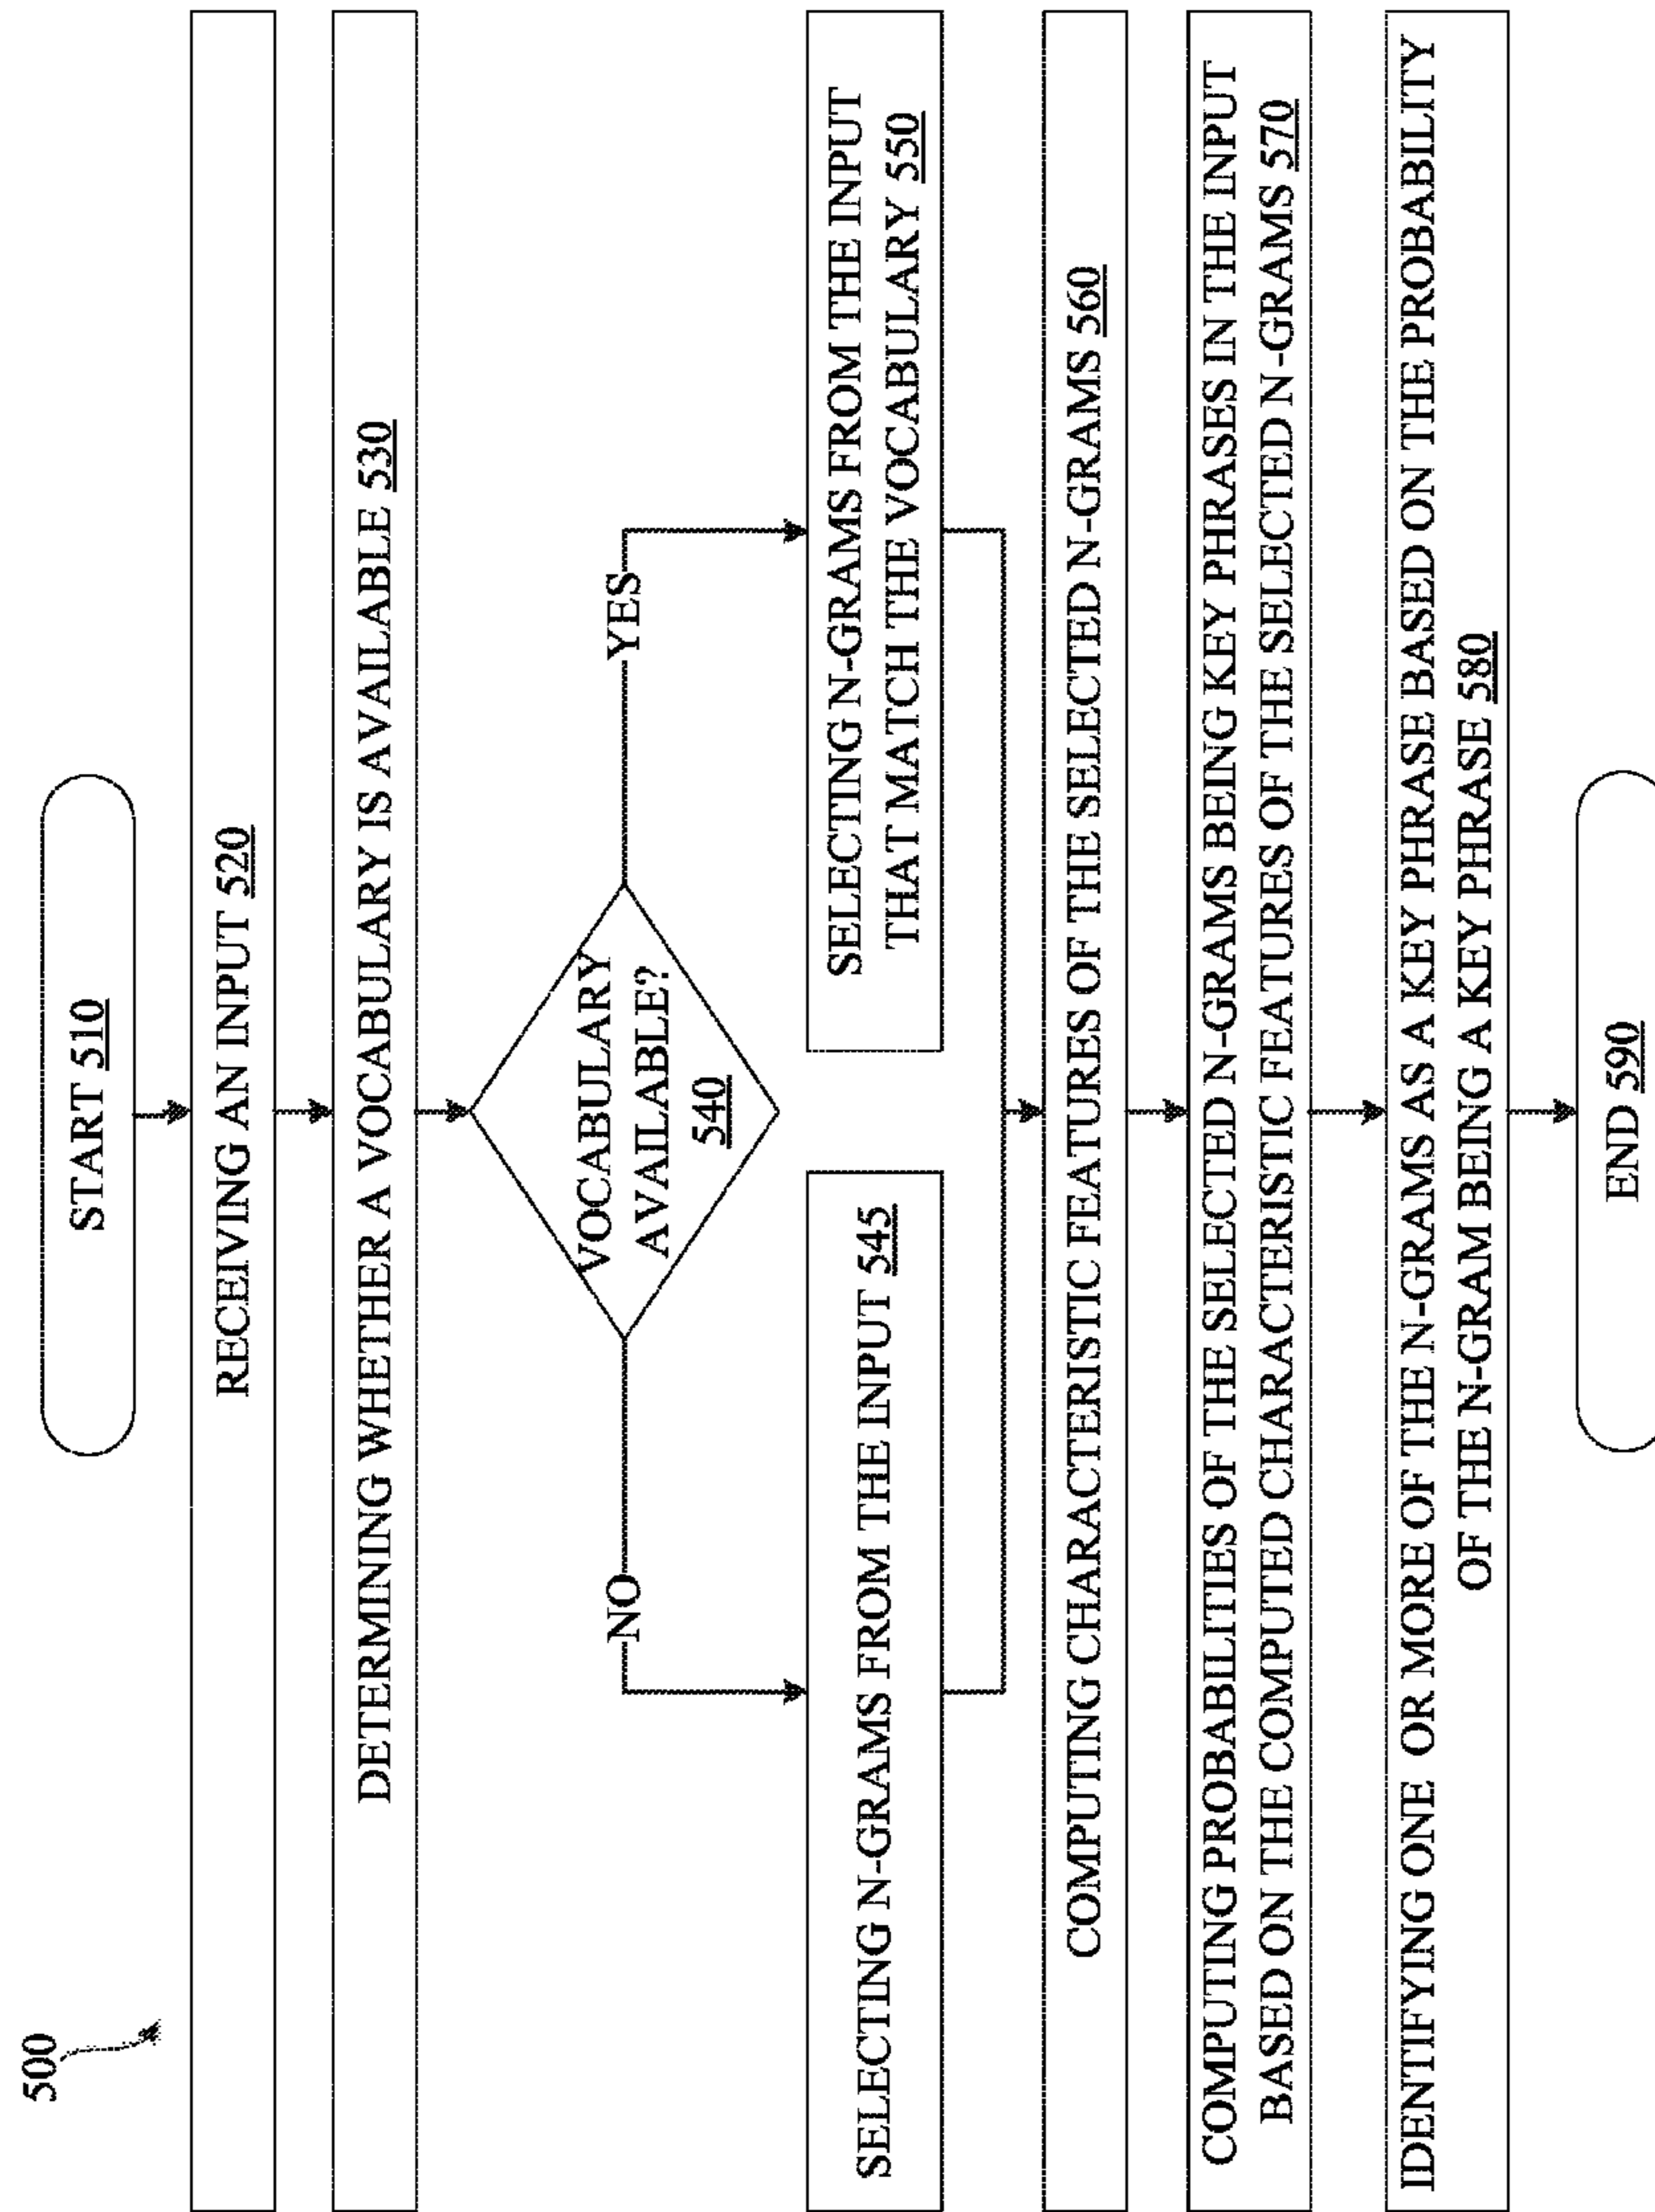 500
START 510
RECEIVING AN INPUT 520
DETERMINING WHETHER A VOCABULARY IS AVAILABLE 530
VOCABULARY
AVAILABLE?
540
NO
YES
SELECTING N-GRAMS FROM THE INPUT 545
SELECTING N-GRAMS FROM THE INPUT
THAT MATCH THE VOCABULARY 550
COMPUTING CHARACTERISTIC FEATURES OF THE SELECTED N-GRAMS 560
COMPUTING PROBABILITIES OF THE SELECTED N-GRAMS BEING KEY PHRASES IN THE INPUT
BASED ON THE COMPUTED CHARACTERISTIC FEATURES OF THE SELECTED N-GRAMS 570
IDENTIFYING ONE OR MORE OF THE N-GRAMS AS A KEY PHRASE BASED ON THE PROBABILITY
OF THE N-GRAM BEING A KEY PHRASE 580
END 590